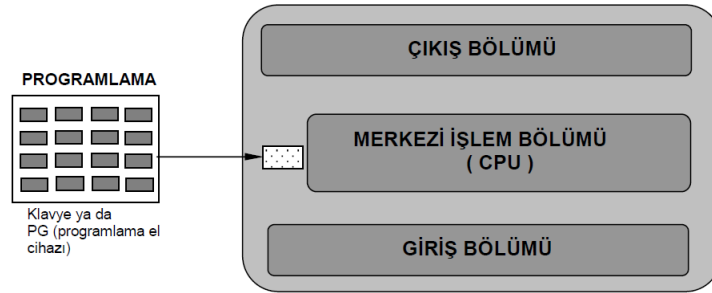 ÇIKIŞ BÖLÜMÜ
PROGRAMLAMA
MERKEZİ İŞLEM BÖLÜMÜ
( CPU )
Klavye ya da
PG (programlama el
cihazı)
GİRİŞ BÖLÜMÜ